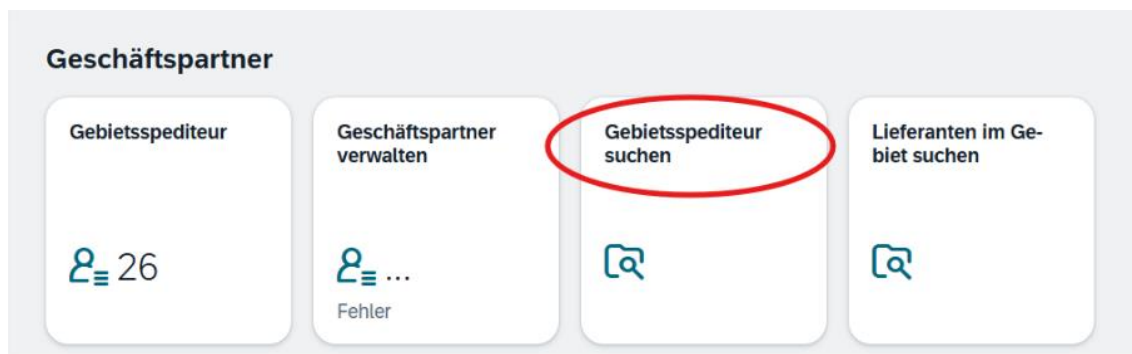 Geschäftspartner
Gebietsspediteur
Geschäftspartner
verwalten
Gebietsspediteur
suchen
Lieferanten im Ge-
biet suchen
26
...
Fehler